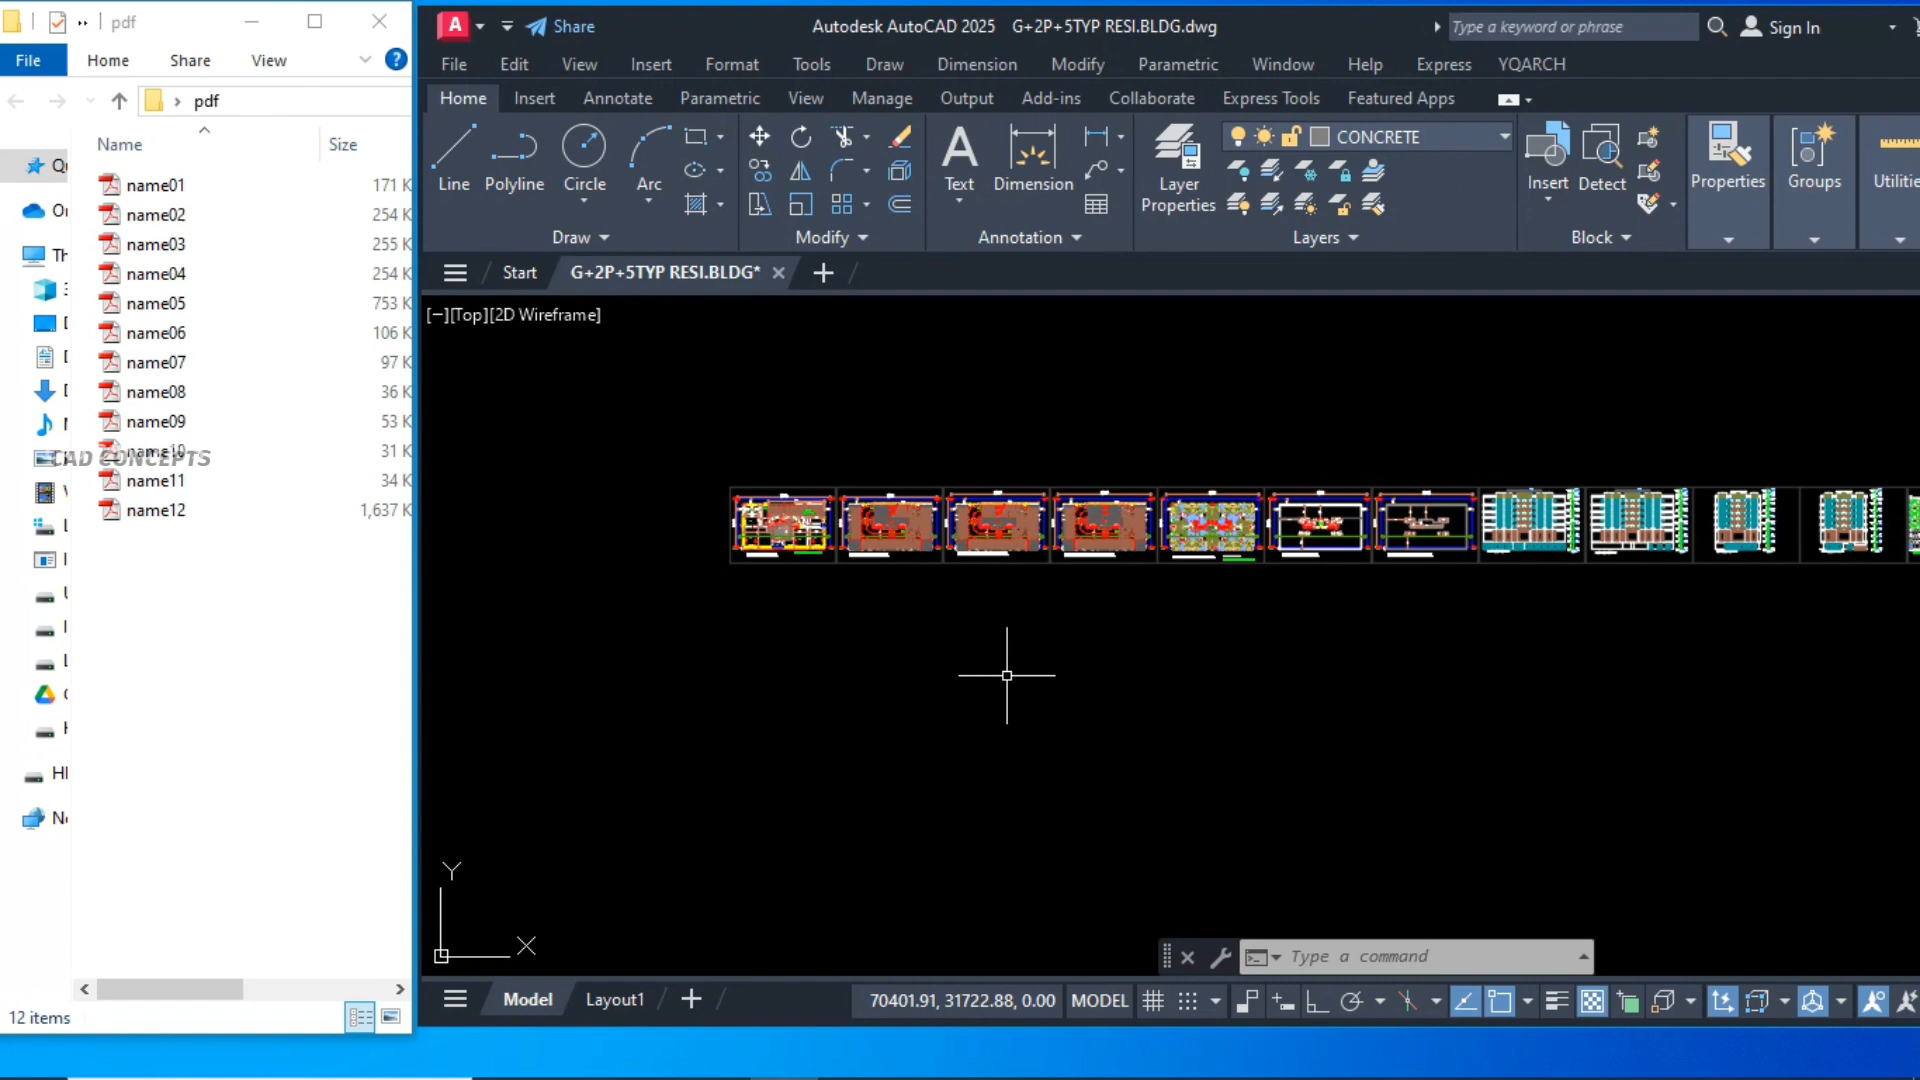 pdf
File Home Share View
pdf
Name Size
name01 171 K
name02 254 K
name03 255 K
name04 254 K
name05 753 K
name06 106 K
name07 97 K
name08 36 K
name09 53 K
name10 31 K
CAD CONCEPTS
name11 34 K
name12 1,637 K
12 items
Share Autodesk AutoCAD 2025 G+2P+5TYP RESI.BLDG.dwg Type a keyword or phrase Sign In
File Edit View Insert Format Tools Draw Dimension Modify Parametric Window Help Express YQARCH
Home Insert Annotate Parametric View Manage Output Add-ins Collaborate Express Tools Featured Apps
CONCRETE
Line Polyline Circle Arc Text Dimension Layer Properties Insert Detect Properties Groups Utilitie
Draw Modify Annotation Layers Block
Start G+2P+5TYP RESI.BLDG*
[−][Top][2D Wireframe]
Y
X
Type a command
Model Layout1 70401.91, 31722.88, 0.00 MODEL